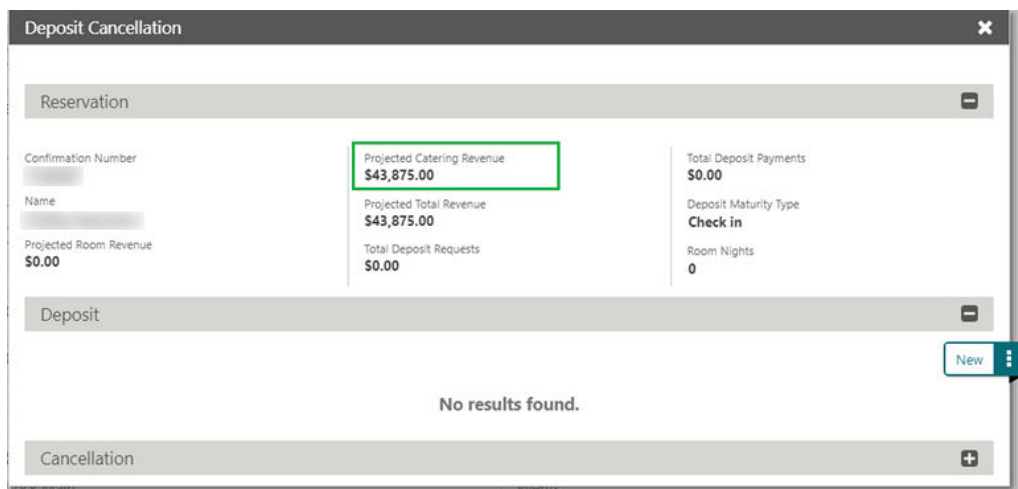 Deposit Cancellation
Reservation
Confirmation Number
Name
Projected Room Revenue
$0.00
Projected Catering Revenue
$43,875.00
Projected Total Revenue
$43,875.00
Total Deposit Requests
$0.00
Total Deposit Payments
$0.00
Deposit Maturity Type
Check in
Room Nights
0
Deposit
New
No results found.
Cancellation